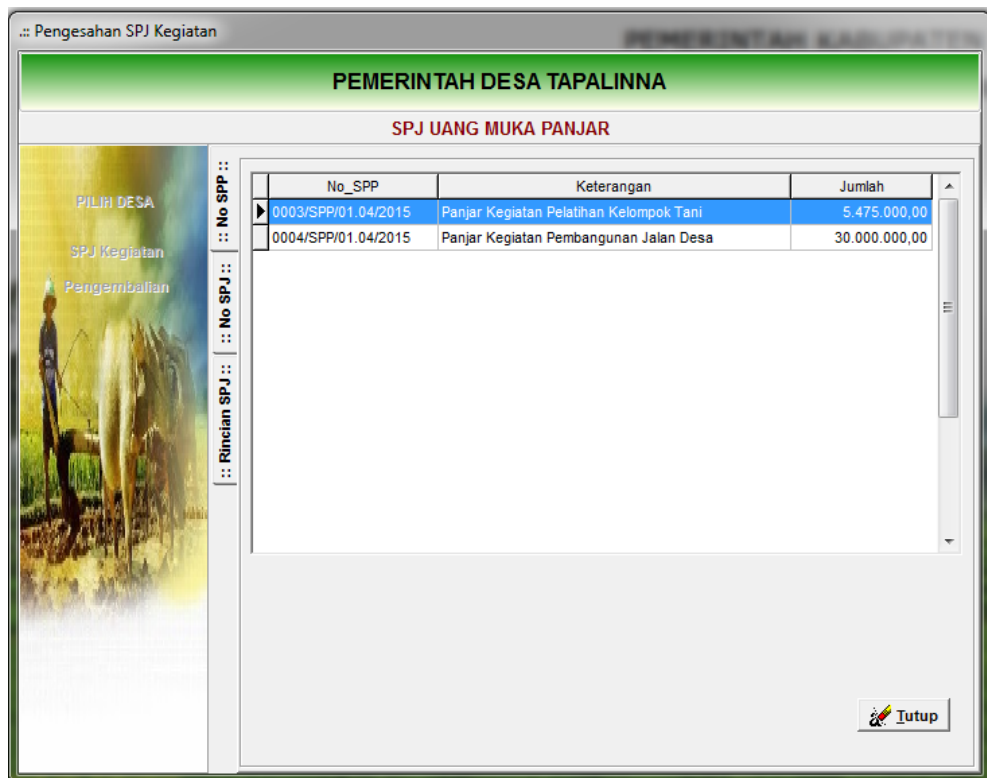 .:: Pengesahan SPJ Kegiatan
PEMERINTAH KABUPATEN
PEMERINTAH DESA TAPALINNA
SPJ UANG MUKA PANJAR
PILIH DESA
SPJ Kegiatan
Pengembalian
:: No SPP ::
:: No SPJ ::
:: Rincian SPJ ::
No_SPP Keterangan Jumlah
0003/SPP/01.04/2015 Panjar Kegiatan Pelatihan Kelompok Tani 5.475.000,00
0004/SPP/01.04/2015 Panjar Kegiatan Pembangunan Jalan Desa 30.000.000,00
Tutup